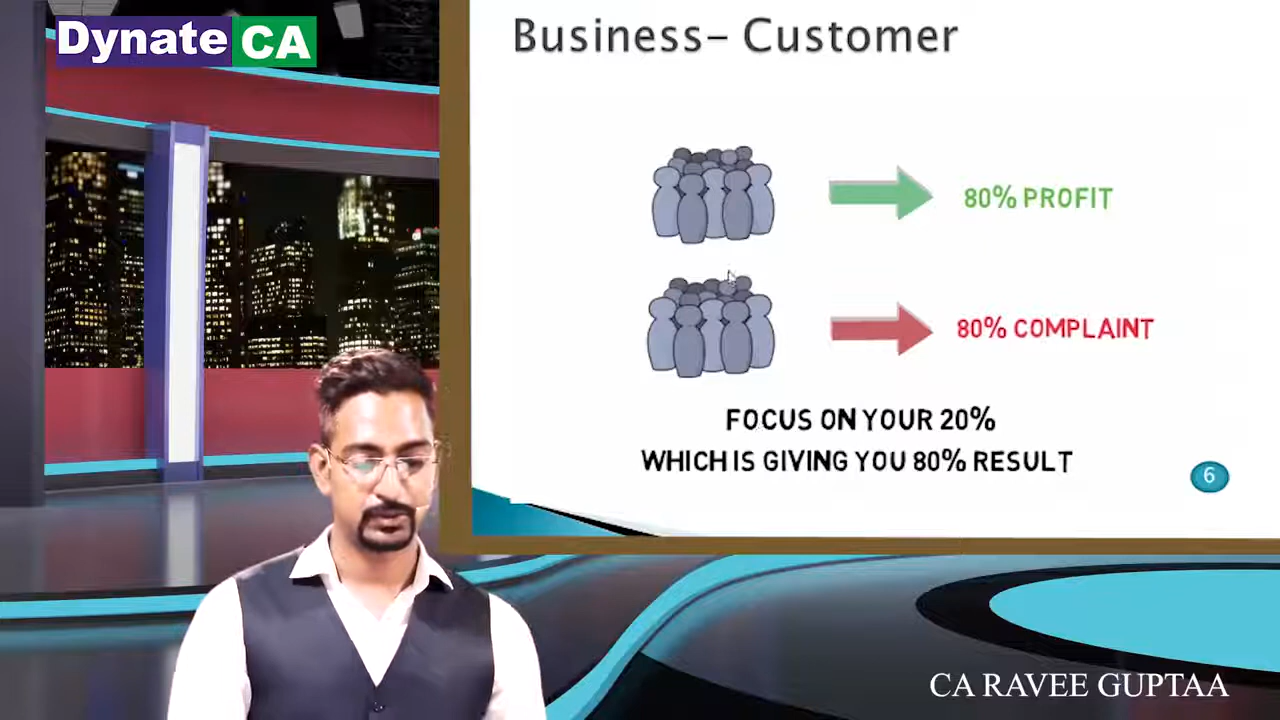 Dynate CA
Business- Customer
80% PROFIT
80% COMPLAINT
FOCUS ON YOUR 20%
WHICH IS GIVING YOU 80% RESULT
6
CA RAVEE GUPTAA